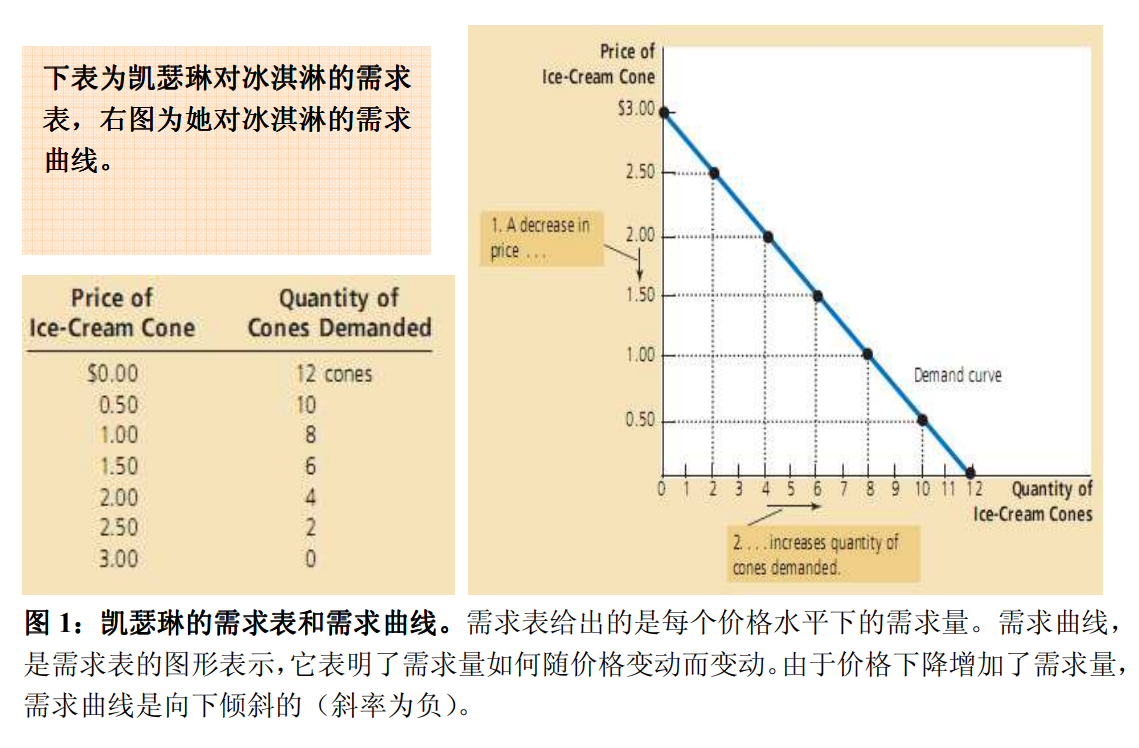 下表为凯瑟琳对冰淇淋的需求
表，右图为她对冰淇淋的需求
曲线。
Price of Quantity of
Ice-Cream Cone Cones Demanded
$0.00 12 cones
0.50 10
1.00 8
1.50 6
2.00 4
2.50 2
3.00 0
Price of
Ice-Cream Cone
$3.00
2.50
2.00
1.50
1.00
0.50
1. A decrease in
price . . .
Demand curve
0 1 2 3 4 5 6 7 8 9 10 11 12 Quantity of
Ice-Cream Cones
2. . . . increases quantity of
cones demanded.
图 1：凯瑟琳的需求表和需求曲线。需求表给出的是每个价格水平下的需求量。需求曲线，
是需求表的图形表示，它表明了需求量如何随价格变动而变动。由于价格下降增加了需求量，
需求曲线是向下倾斜的（斜率为负）。